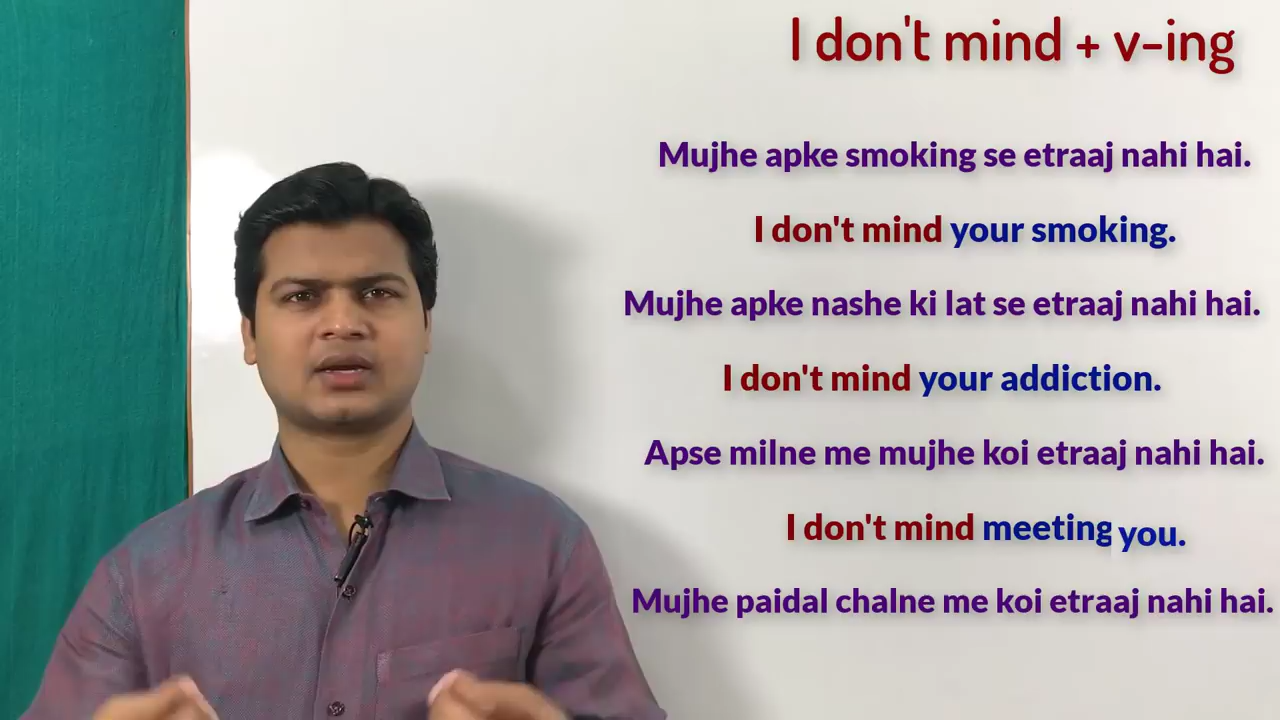 I don't mind + v-ing
Mujhe apke smoking se etraaj nahi hai.
I don't mind your smoking.
Mujhe apke nashe ki lat se etraaj nahi hai.
I don't mind your addiction.
Apse milne me mujhe koi etraaj nahi hai.
I don't mind meeting you.
Mujhe paidal chalne me koi etraaj nahi hai.